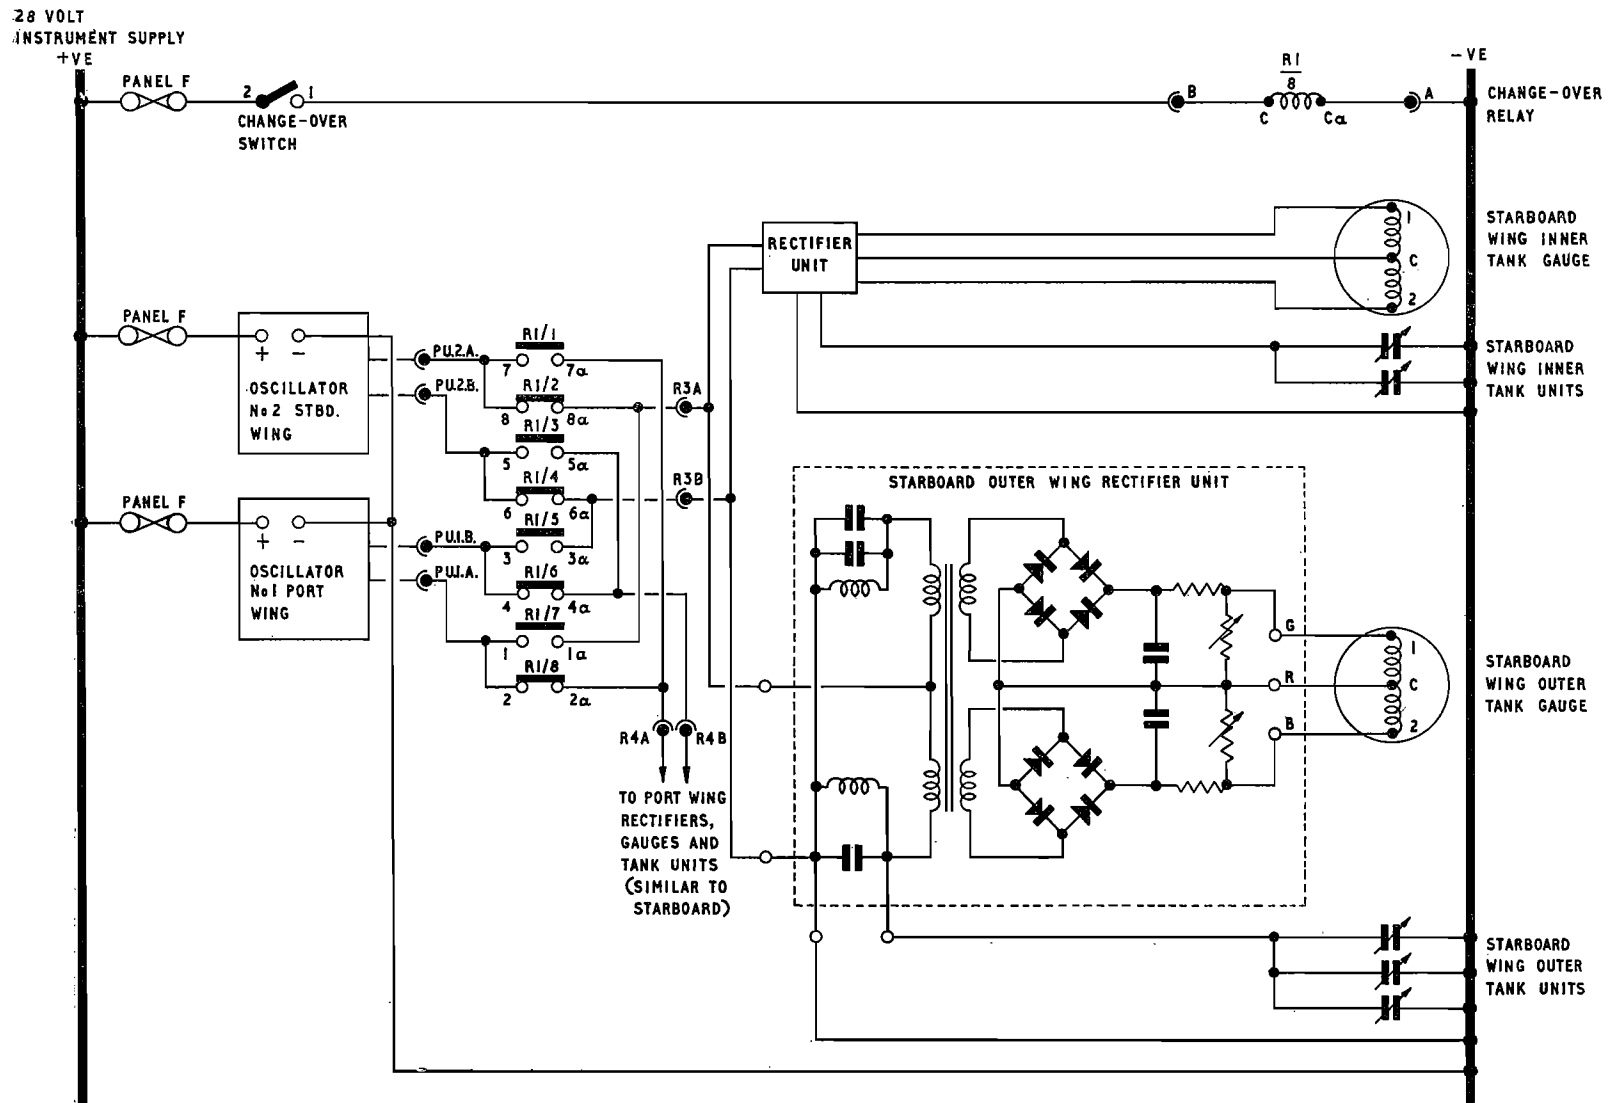 28 VOLT
INSTRUMENT SUPPLY
+VE
-VE
PANEL F
2
1
CHANGE-OVER
SWITCH
B
R1
8
C
Ca
A
CHANGE-OVER
RELAY
RECTIFIER
UNIT
1
C
2
STARBOARD
WING INNER
TANK GAUGE
STARBOARD
WING INNER
TANK UNITS
PANEL F
+
-
OSCILLATOR
No2 STBD.
WING
PU.2.A.
PU.2.B.
PANEL F
+
-
OSCILLATOR
No1 PORT
WING
PU.1.B.
PU.1.A.
R1/1
7
7a
R1/2
8
8a
R1/3
5
5a
R1/4
6
6a
R1/5
3
3a
R1/6
4
4a
R1/7
1
1a
R1/8
2
2a
R3A
R3B
R4A
R4B
TO PORT WING
RECTIFIERS,
GAUGES AND
TANK UNITS
(SIMILAR TO
STARBOARD)
STARBOARD OUTER WING RECTIFIER UNIT
G
R
B
1
C
2
STARBOARD
WING OUTER
TANK GAUGE
STARBOARD
WING OUTER
TANK UNITS